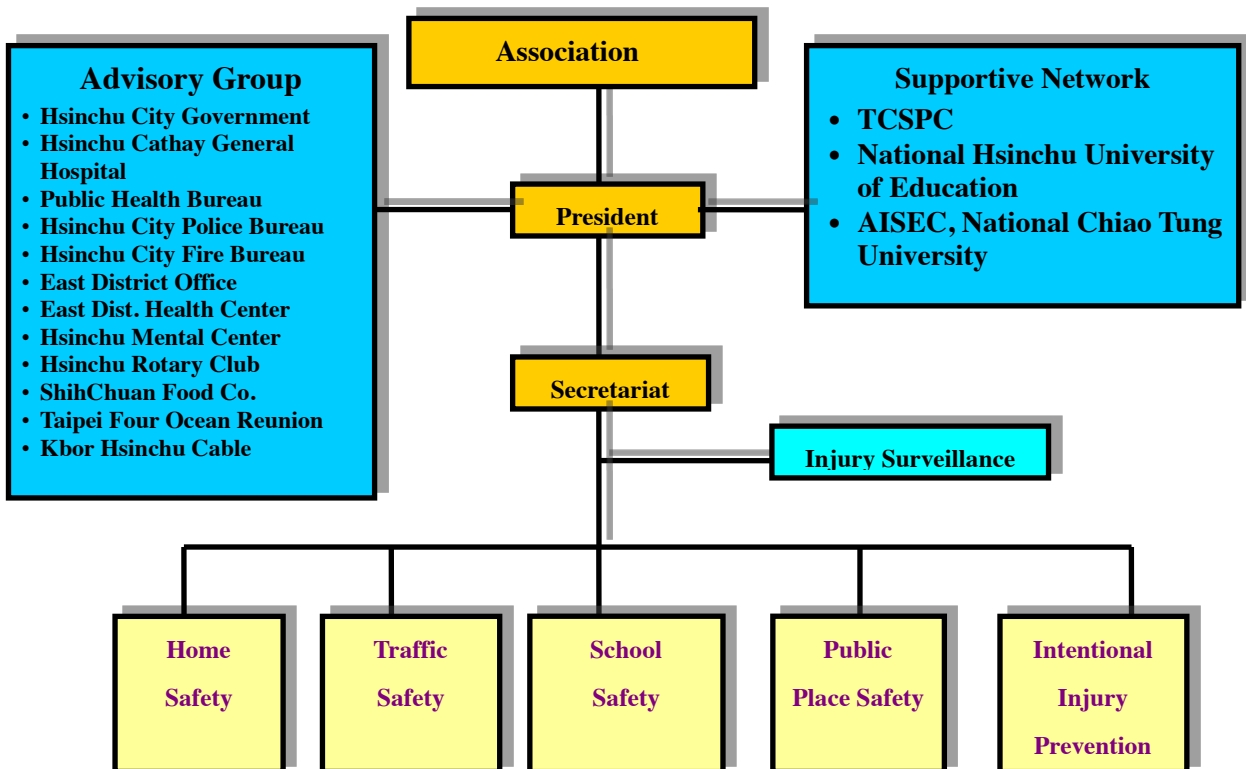 Association
Advisory Group
• Hsinchu City Government
• Hsinchu Cathay General
Hospital
• Public Health Bureau
• Hsinchu City Police Bureau
• Hsinchu City Fire Bureau
• East District Office
• East Dist. Health Center
• Hsinchu Mental Center
• Hsinchu Rotary Club
• ShihChuan Food Co.
• Taipei Four Ocean Reunion
• Kbor Hsinchu Cable
Supportive Network
• TCSPC
• National Hsinchu University
of Education
• AISEC, National Chiao Tung
University
President
Secretariat
Injury Surveillance
Home
Safety
Traffic
Safety
School
Safety
Public
Place Safety
Intentional
Injury
Prevention